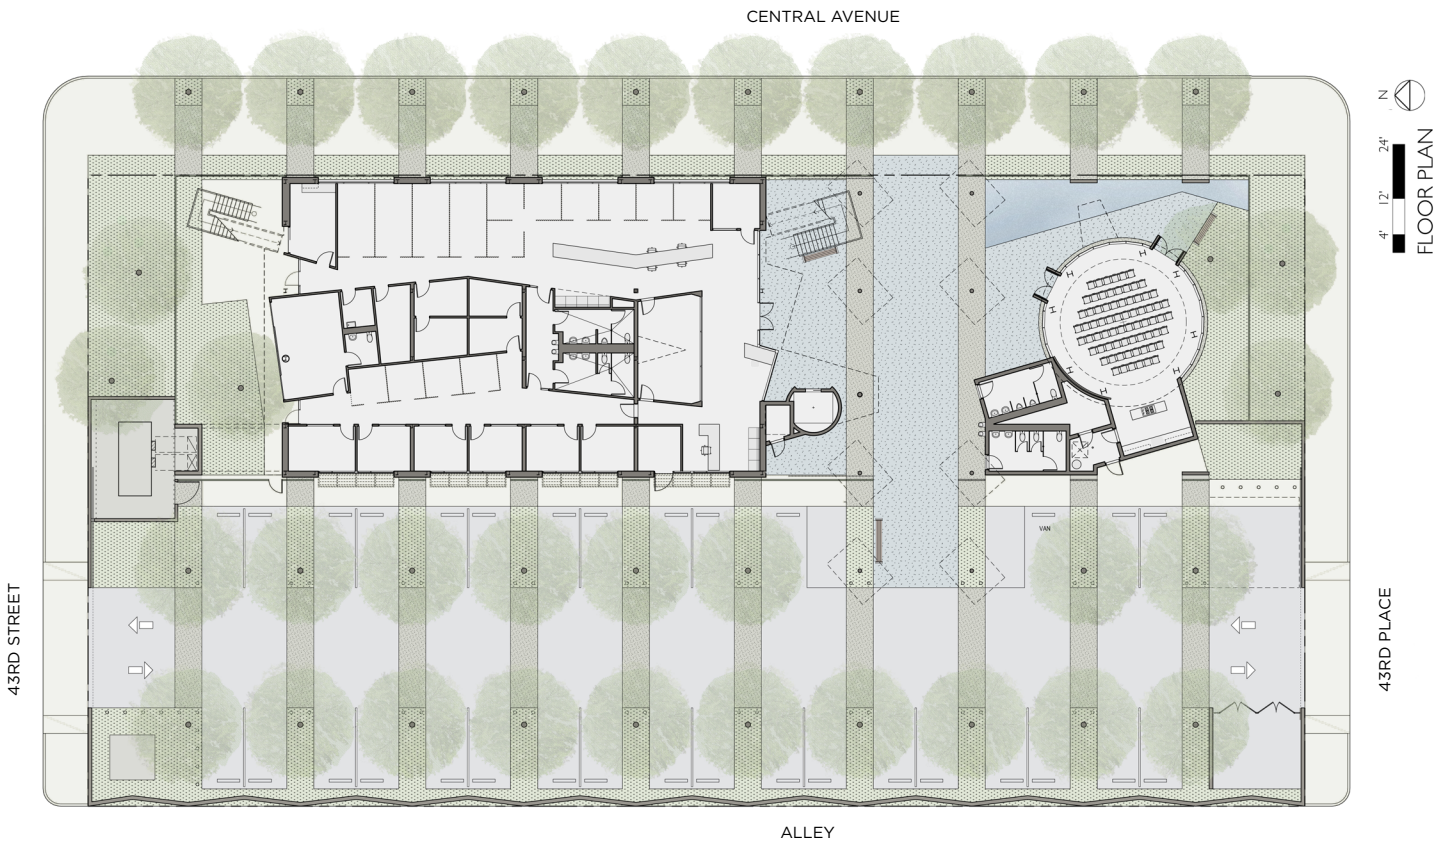 CENTRAL AVENUE
N
24'
12'
4'
FLOOR PLAN
VAN
43RD STREET
43RD PLACE
ALLEY